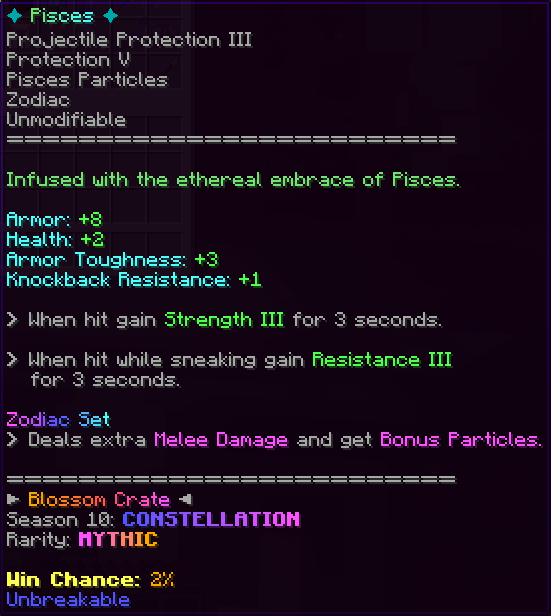 ✦ Pisces ✦
Projectile Protection III
Protection V
Pisces Particles
Zodiac
Unmodifiable
===========================
Infused with the ethereal embrace of Pisces.
Armor: +8
Health: +2
Armor Toughness: +3
Knockback Resistance: +1
> When hit gain Strength III for 3 seconds.
> When hit while sneaking gain Resistance III
for 3 seconds.
Zodiac Set
> Deals extra Melee Damage and get Bonus Particles.
===========================
► Blossom Crate ◄
Season 10: CONSTELLATION
Rarity: MYTHIC
Win Chance: 2%
Unbreakable